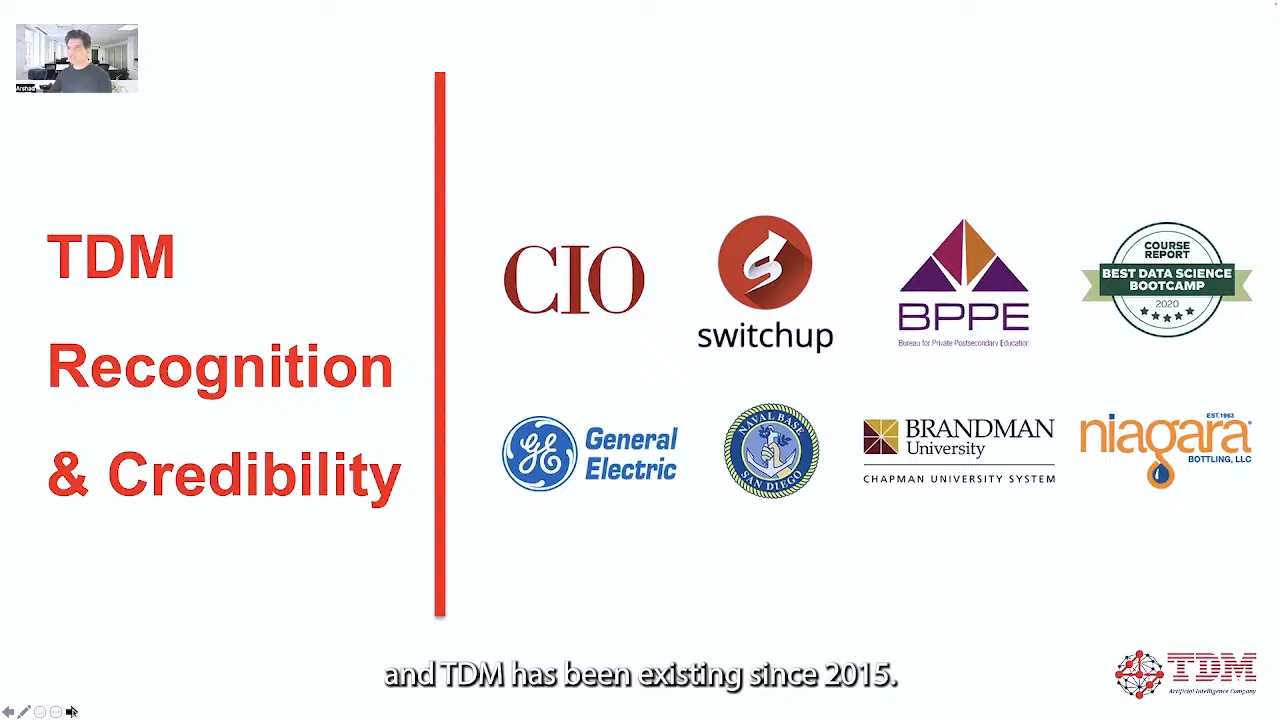 Arshad
TDM
Recognition
& Credibility
CIO
switchup
BPPE
Bureau for Private Postsecondary Education
COURSE
REPORT
BEST DATA SCIENCE
BOOTCAMP
2020
GE
General
Electric
NAVAL BASE
SAN DIEGO
BRANDMAN
University
CHAPMAN UNIVERSITY SYSTEM
EST.1963
niagara®
BOTTLING, LLC
and TDM has been existing since 2015.
TDM
Artificial Intelligence Company